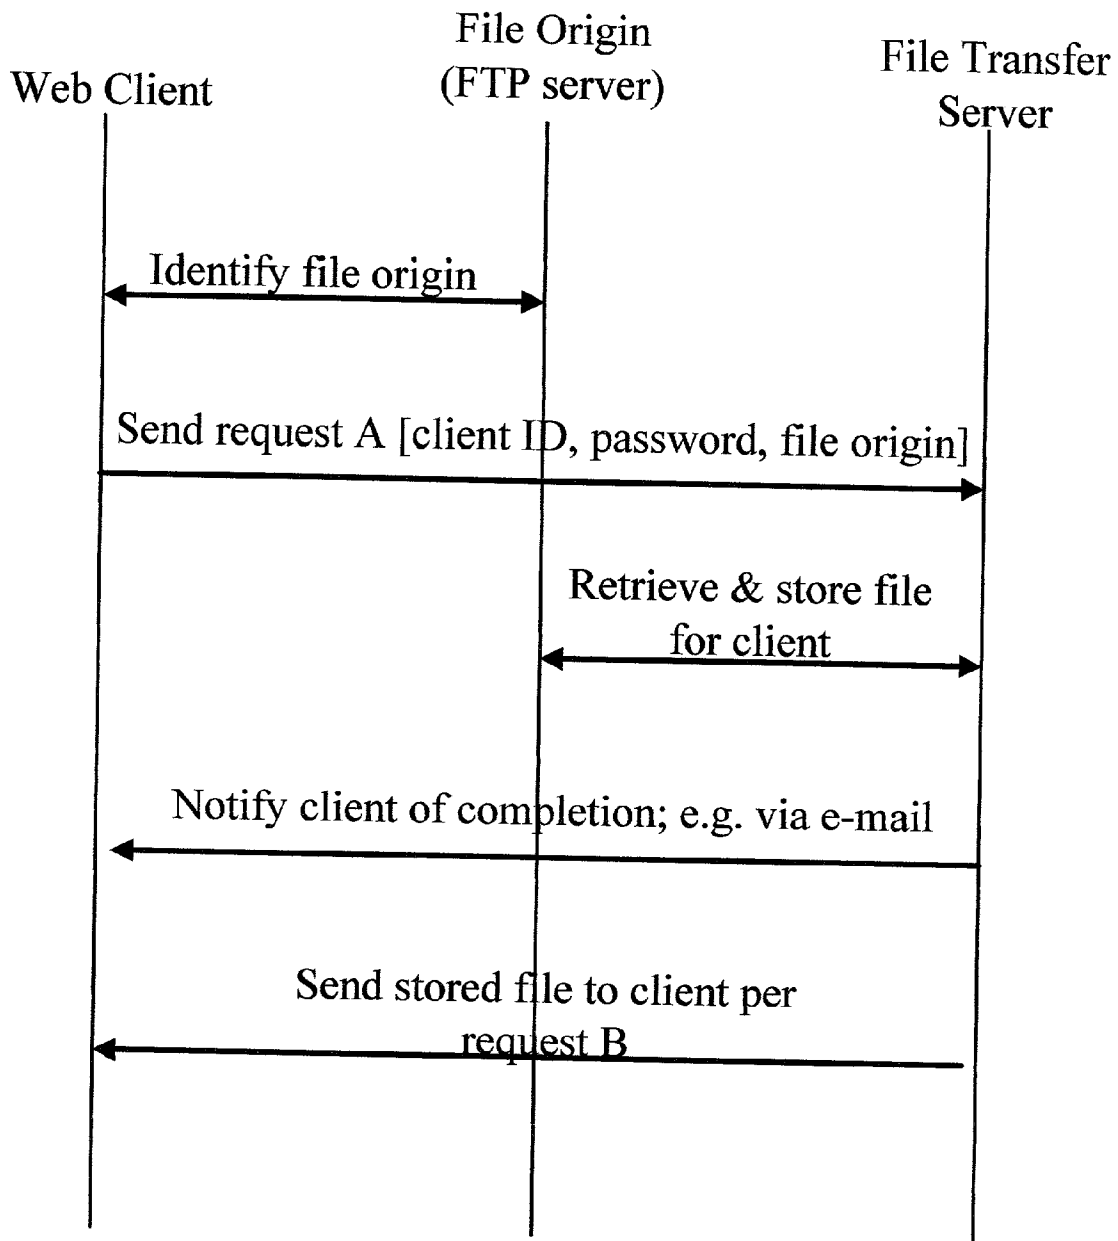 Web Client
File Origin
(FTP server)
File Transfer
Server
Identify file origin
Send request A [client ID, password, file origin]
Retrieve & store file
for client
Notify client of completion; e.g. via e-mail
Send stored file to client per
request B